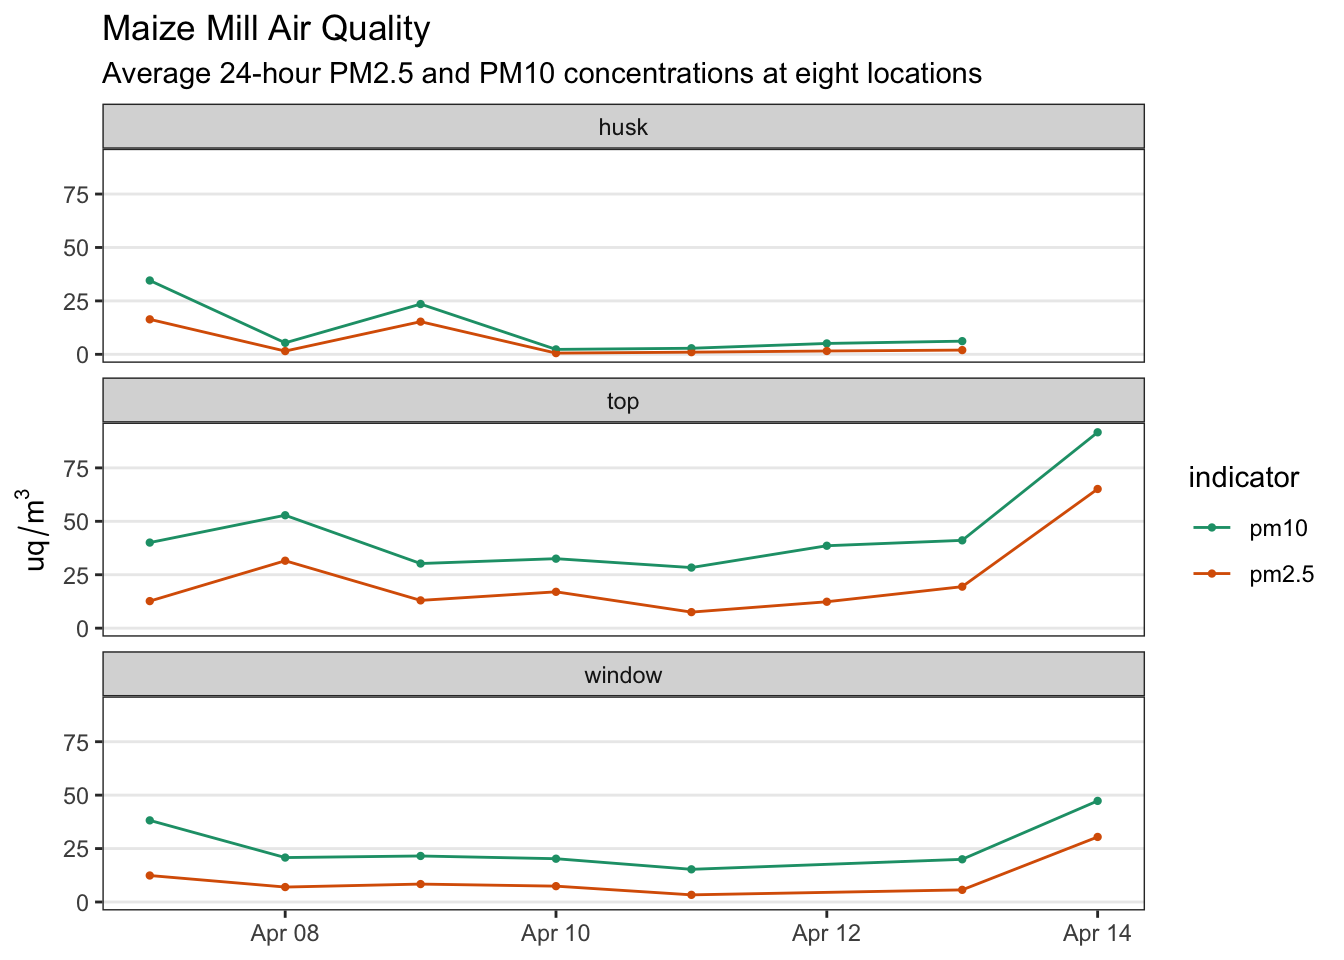 Maize Mill Air Quality
Average 24-hour PM2.5 and PM10 concentrations at eight locations
husk
75
50
25
0
top
75
50
25
0
window
75
50
25
0
Apr 08 Apr 10 Apr 12 Apr 14
uq/m³
indicator
pm10
pm2.5